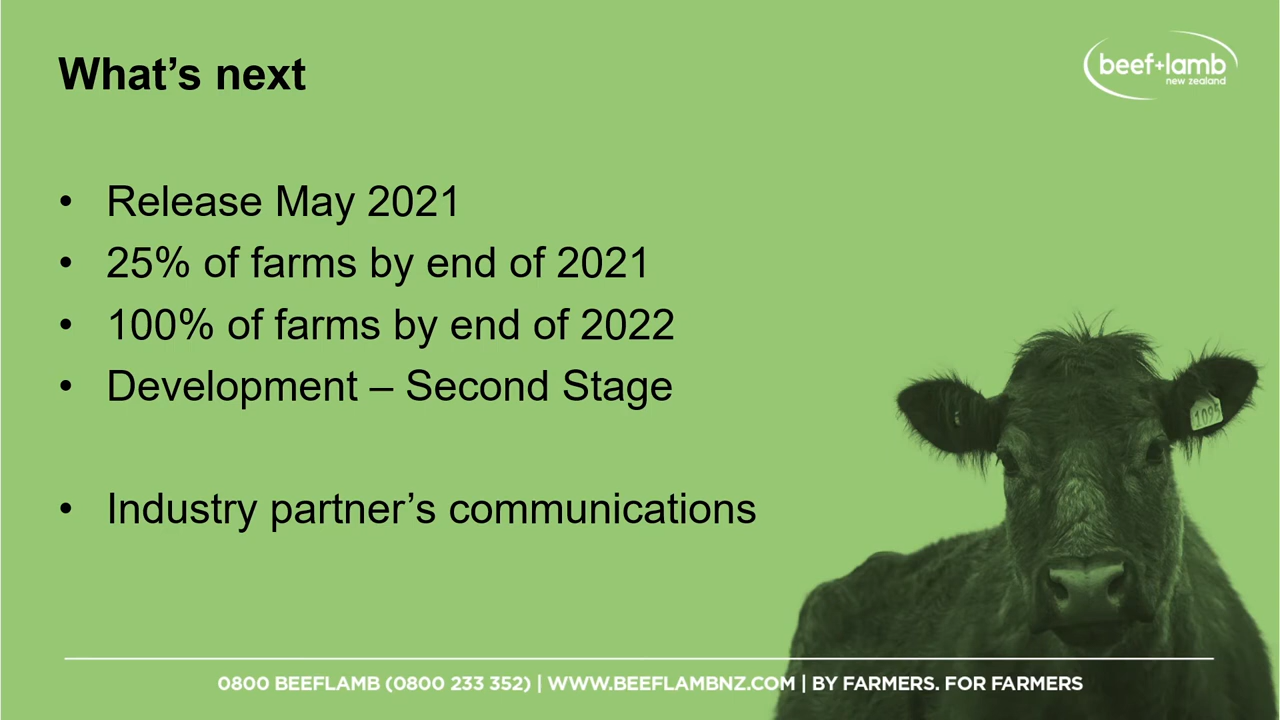 What’s next
beef+lamb
new zealand
• Release May 2021
• 25% of farms by end of 2021
• 100% of farms by end of 2022
• Development – Second Stage
• Industry partner’s communications
1095
0800 BEEFLAMB (0800 233 352) | WWW.BEEFLAMBNZ.COM | BY FARMERS. FOR FARMERS